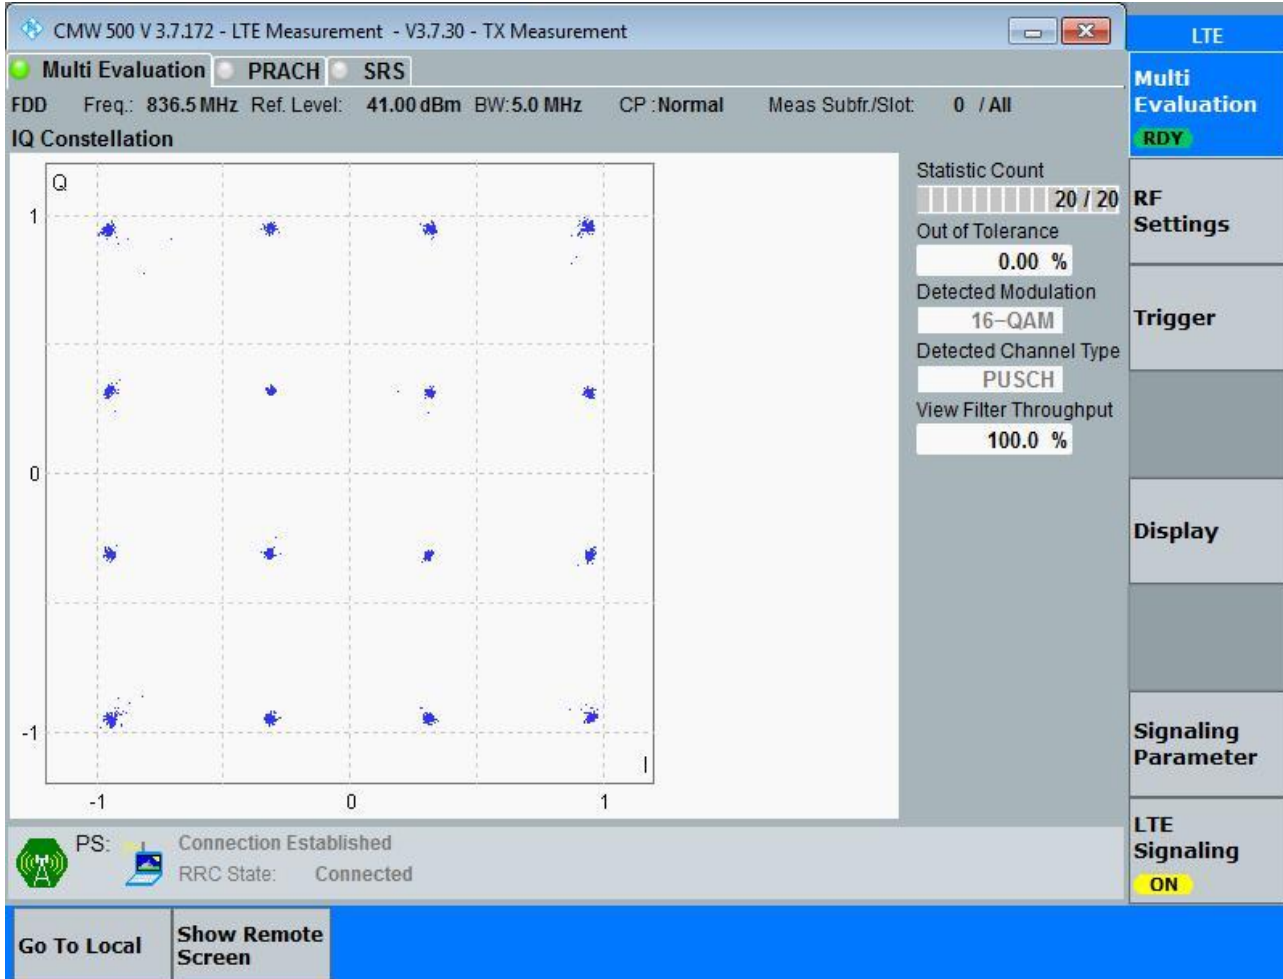 CMW 500 V 3.7.172 - LTE Measurement - V3.7.30 - TX Measurement
LTE
Multi Evaluation PRACH SRS
FDD Freq.: 836.5 MHz Ref. Level: 41.00 dBm BW: 5.0 MHz CP : Normal Meas Subfr./Slot: 0 / All
IQ Constellation
Q
1
0
-1
I
-1 0 1
Statistic Count
20 / 20
Out of Tolerance
0.00 %
Detected Modulation
16-QAM
Detected Channel Type
PUSCH
View Filter Throughput
100.0 %
Multi
Evaluation
RDY
RF
Settings
Trigger
Display
Signaling
Parameter
LTE
Signaling
ON
PS: Connection Established
RRC State: Connected
Go To Local
Show Remote
Screen